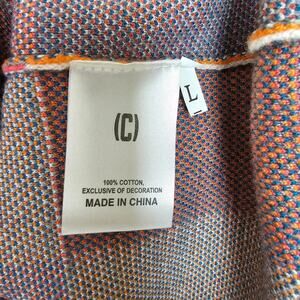 (C)
L
100% COTTON,
EXCLUSIVE OF DECORATION
MADE IN CHINA